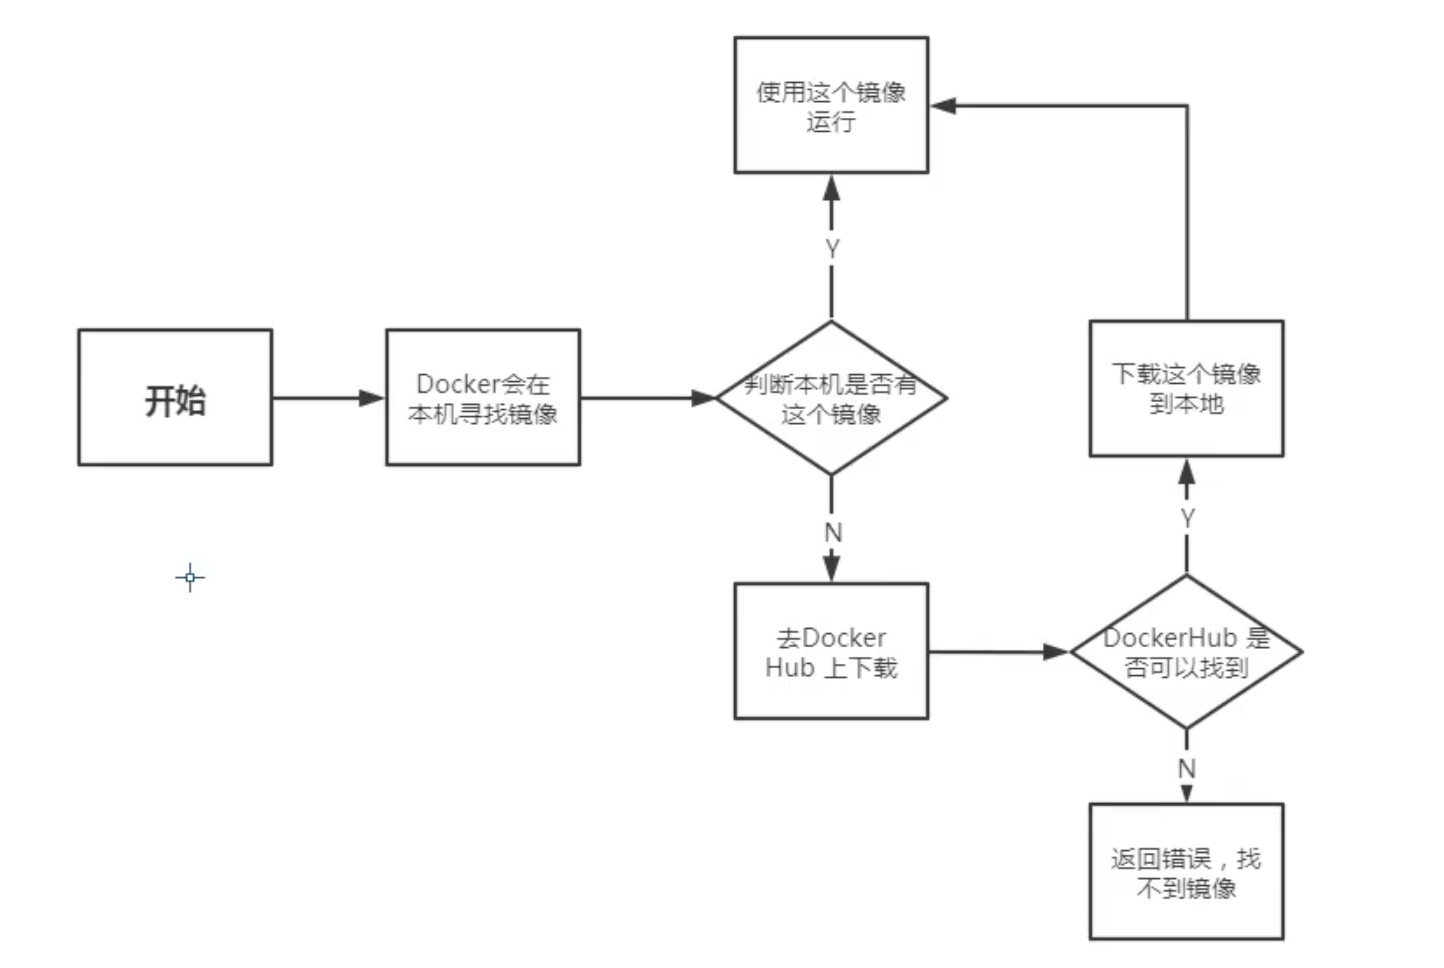 使用这个镜像
运行
Y
开始
Docker会在
本机寻找镜像
判断本机是否有
这个镜像
下载这个镜像
到本地
Y
N
去Docker
Hub 上下载
DockerHub 是
否可以找到
N
返回错误，找
不到镜像